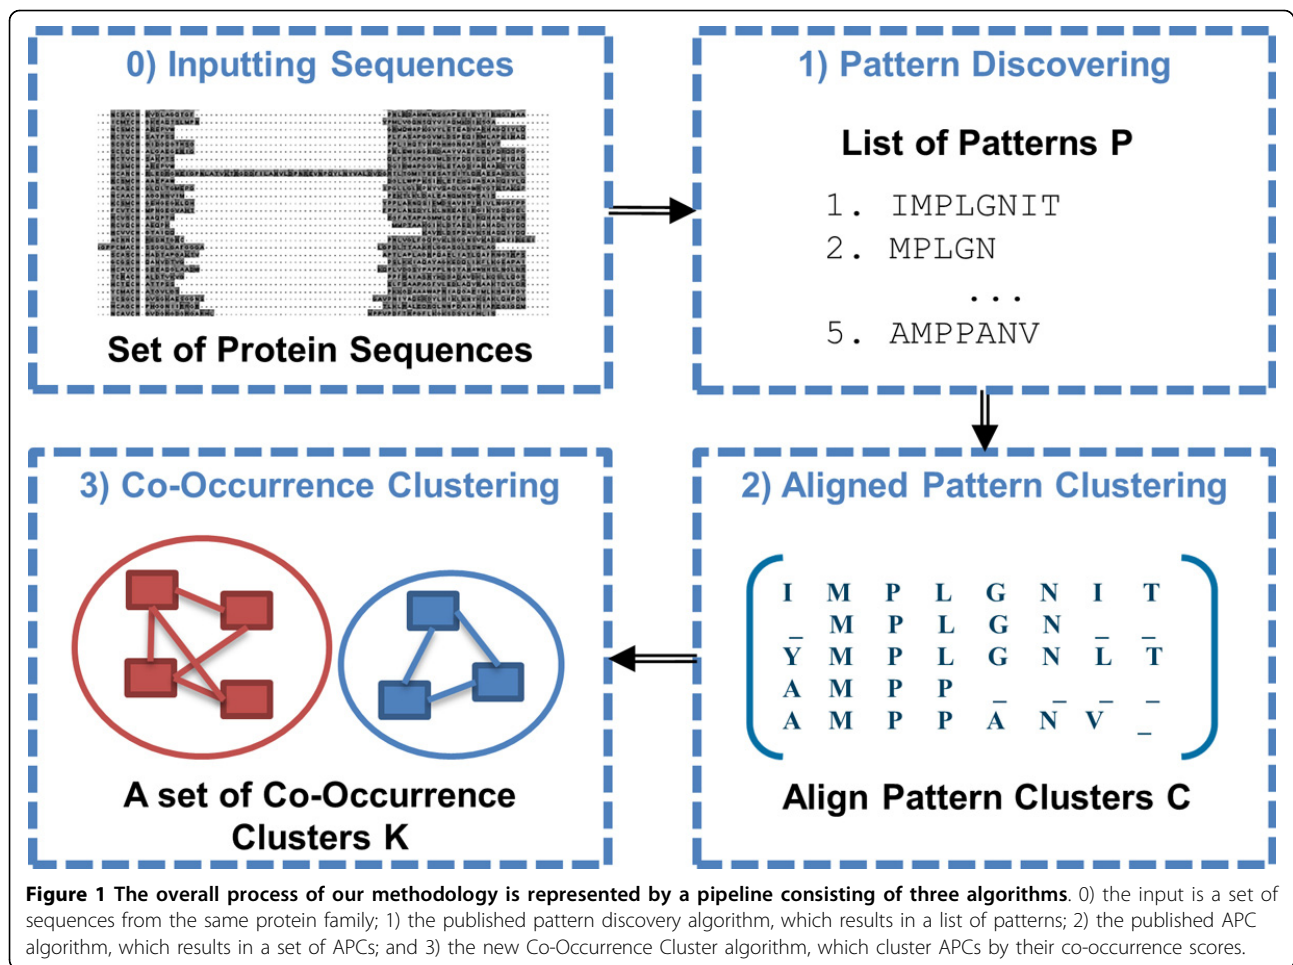 0) Inputting Sequences
Set of Protein Sequences
1) Pattern Discovering
List of Patterns P
1. IMPLGNIT
2. MPLGN
...
5. AMPPANV
2) Aligned Pattern Clustering
I M P L G N I T
_ M P L G N _ _
Y M P L G N L T
A M P P _ _ _ _
A M P P A N V _
Align Pattern Clusters C
3) Co-Occurrence Clustering
A set of Co-Occurrence
Clusters K
Figure 1 The overall process of our methodology is represented by a pipeline consisting of three algorithms. 0) the input is a set of
sequences from the same protein family; 1) the published pattern discovery algorithm, which results in a list of patterns; 2) the published APC
algorithm, which results in a set of APCs; and 3) the new Co-Occurrence Cluster algorithm, which cluster APCs by their co-occurrence scores.